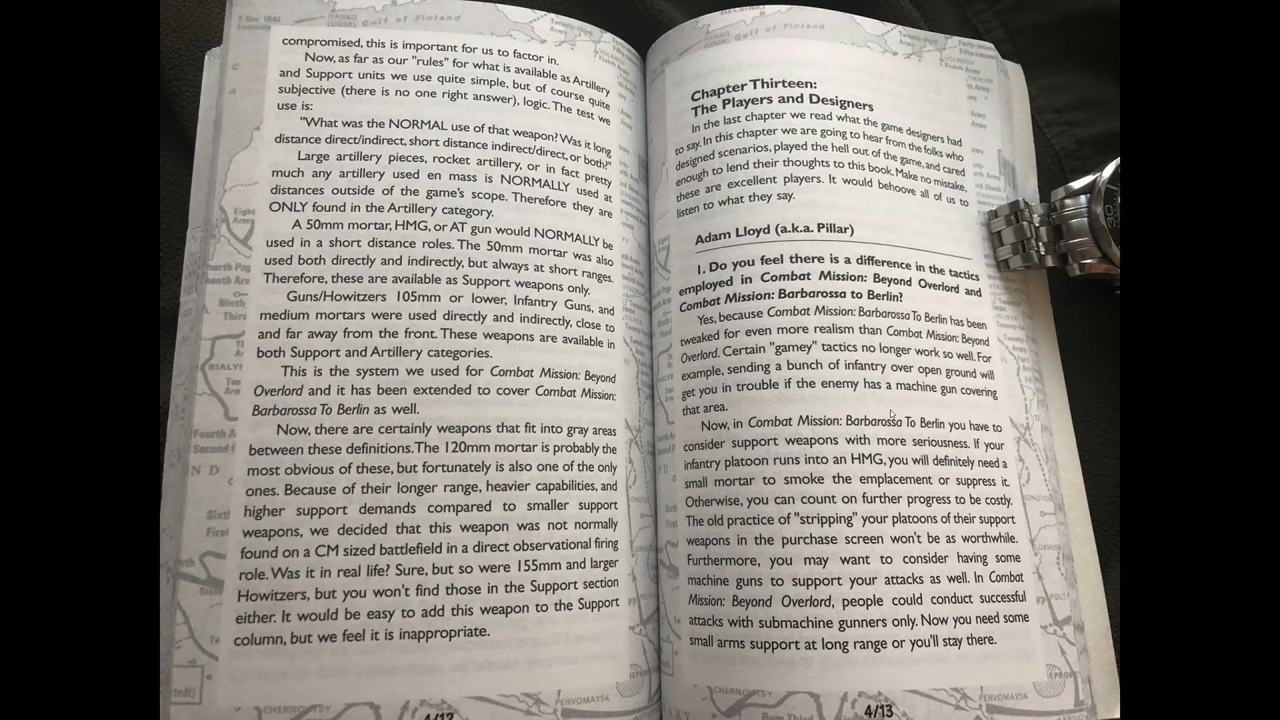 compromised, this is important for us to factor in.
Now, as far as our "rules" for what is available as Artillery
and Support units we use quite simple, but of course quite
subjective (there is no one right answer), logic. The test we
use is:
"What was the NORMAL use of that weapon? Was it long
distance direct/indirect, short distance indirect/direct, or both?"
Large artillery pieces, rocket artillery, or in fact pretty
much any artillery used en mass is NORMALLY used at
distances outside of the game's scope. Therefore they are
ONLY found in the Artillery category.
A 50mm mortar, HMG, or AT gun would NORMALLY be
used in a short distance roles. The 50mm mortar was also
used both directly and indirectly, but always at short ranges.
Therefore, these are available as Support weapons only.
Guns/Howitzers 105mm or lower, Infantry Guns, and
medium mortars were used directly and indirectly, close to
and far away from the front. These weapons are available in
both Support and Artillery categories.
This is the system we used for Combat Mission: Beyond
Overlord and it has been extended to cover Combat Mission:
Barbarossa To Berlin as well.
Now, there are certainly weapons that fit into gray areas
between these definitions. The 120mm mortar is probably the
most obvious of these, but fortunately is also one of the only
ones. Because of their longer range, heavier capabilities, and
higher support demands compared to smaller support
weapons, we decided that this weapon was not normally
found on a CM sized battlefield in a direct observational firing
role. Was it in real life? Sure, but so were 155mm and larger
Howitzers, but you won't find those in the Support section
either. It would be easy to add this weapon to the Support
column, but we feel it is inappropriate.
4/12
Gulf of Finland
CHERNOVTSY
PERVOMAYSK
Chapter Thirteen:
The Players and Designers
In the last chapter we read what the game designers had
to say. In this chapter we are going to hear from the folks who
designed scenarios, played the hell out of the game, and cared
enough to lend their thoughts to this book. Make no mistake,
these are excellent players. It would behoove all of us to
listen to what they say.
Adam Lloyd (a.k.a. Pillar)
1. Do you feel there is a difference in the tactics
employed in Combat Mission: Beyond Overlord and
Combat Mission: Barbarossa to Berlin?
Yes, because Combat Mission: Barbarossa To Berlin has been
tweaked for even more realism than Combat Mission: Beyond
Overlord. Certain "gamey" tactics no longer work so well. For
example, sending a bunch of infantry over open ground will
get you in trouble if the enemy has a machine gun covering
that area.
Now, in Combat Mission: Barbarossa To Berlin you have to
consider support weapons with more seriousness. If your
infantry platoon runs into an HMG, you will definitely need a
small mortar to smoke the emplacement or suppress it.
Otherwise, you can count on further progress to be costly.
The old practice of "stripping" your platoons of their support
weapons in the purchase screen won't be as worthwhile.
Furthermore, you may want to consider having some
machine guns to support your attacks as well. In Combat
Mission: Beyond Overlord, people could conduct successful
attacks with submachine gunners only. Now you need some
small arms support at long range or you'll stay there.
4/13
Gulf of Finland
CHERNOVTSY
PERVOMAYSK